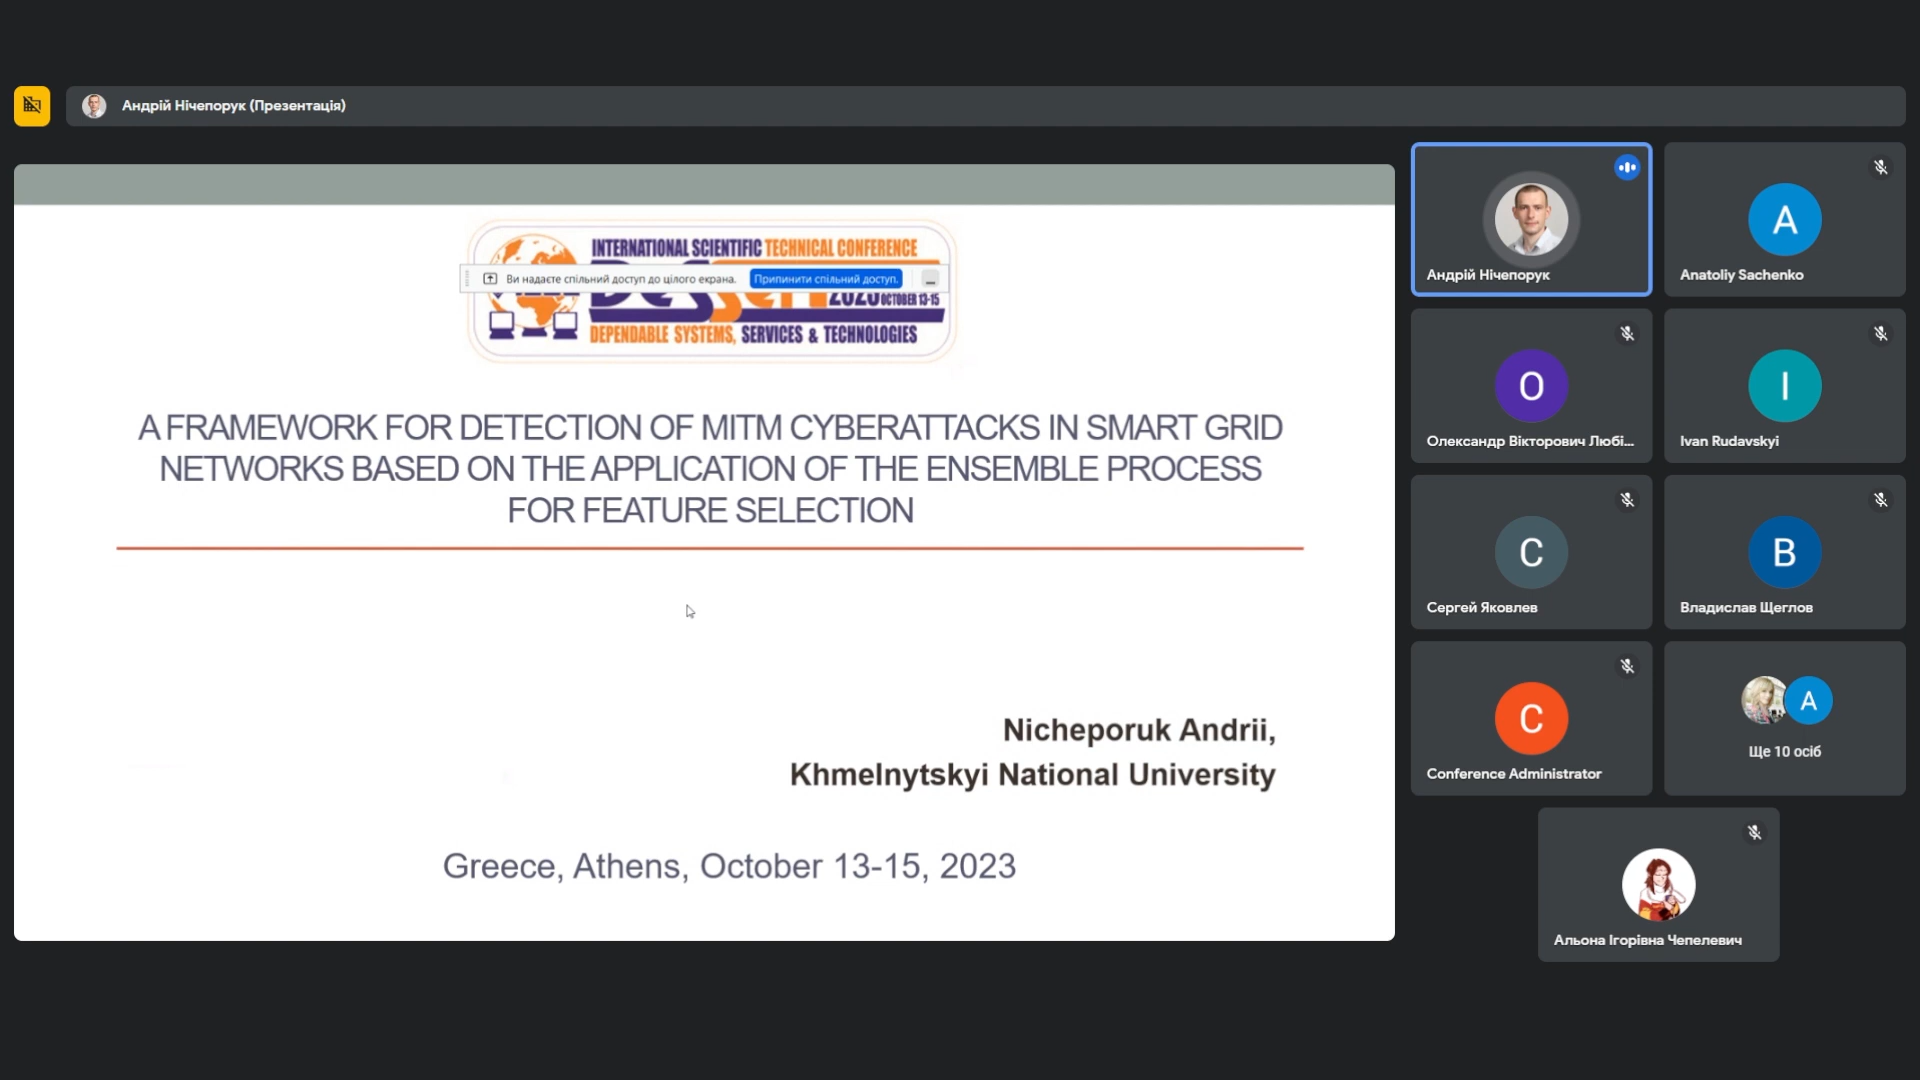 Андрій Нічепорук (Презентація)
INTERNATIONAL SCIENTIFIC TECHNICAL CONFERENCE
Ви надаєте спільний доступ до цілого екрана.
Припинити спільний доступ.
OCTOBER 13-15
DEPENDABLE SYSTEMS, SERVICES & TECHNOLOGIES
A FRAMEWORK FOR DETECTION OF MITM CYBERATTACKS IN SMART GRID
NETWORKS BASED ON THE APPLICATION OF THE ENSEMBLE PROCESS
FOR FEATURE SELECTION
Nicheporuk Andrii,
Khmelnytskyi National University
Greece, Athens, October 13-15, 2023
Андрій Нічепорук
A
Anatoliy Sachenko
О
Олександр Вікторович Любі...
I
Ivan Rudavskyi
С
Сергей Яковлев
В
Владислав Щеглов
C
Conference Administrator
A
Ще 10 осіб
Альона Ігорівна Чепелевич